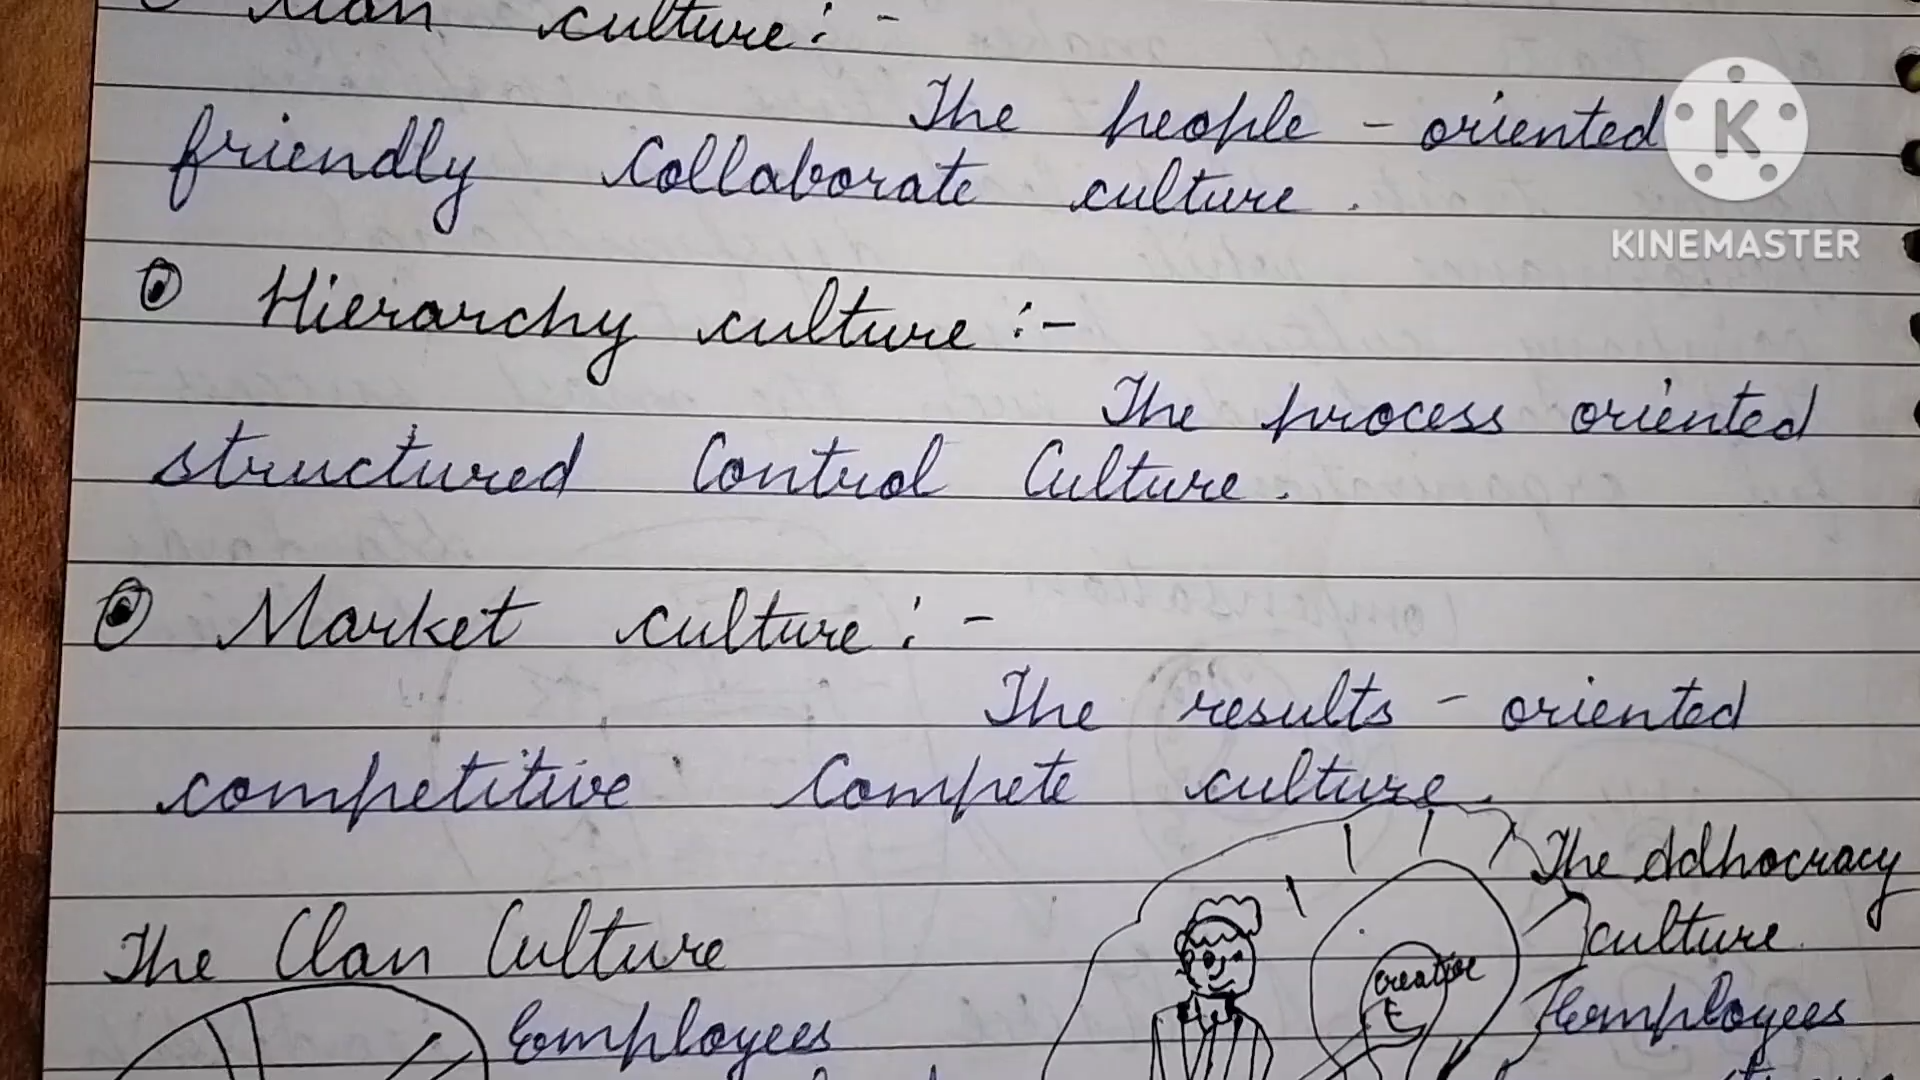 Clan culture :-
The people - oriented
friendly Collaborate culture.
Hierarchy culture :-
The process oriented
structured Control Culture.
Market culture : -
The results - oriented
competitive Compete culture.
The Clan Culture
Employees
The Adhocracy
culture.
Employees
creative
K
KINEMASTER